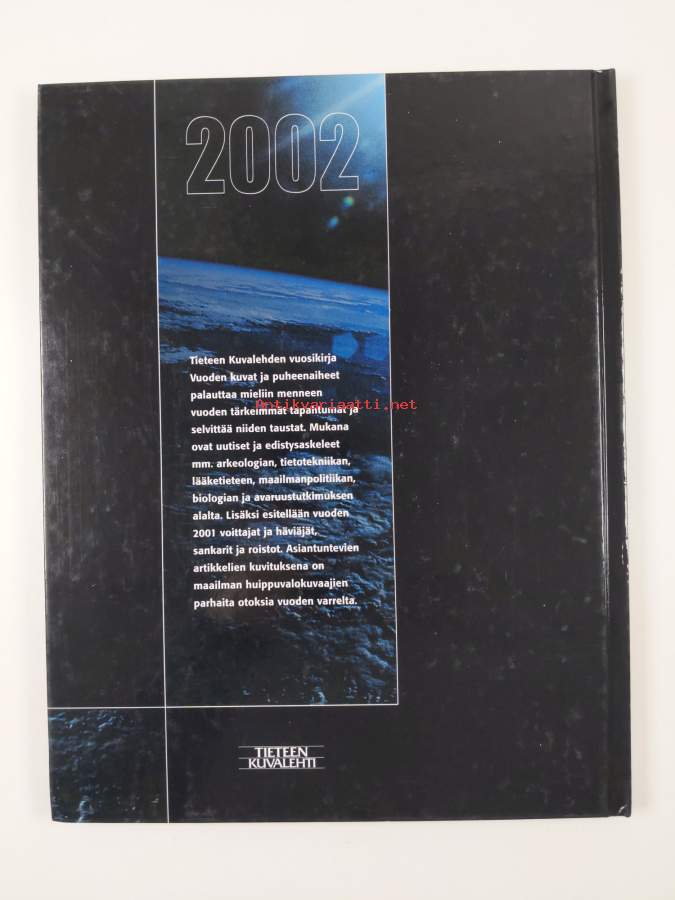 2002
Tieteen Kuvalehden vuosikirja
Vuoden kuvat ja puheenaiheet
palauttaa mieliin menneen
Antikvariaatti.net
vuoden tärkeimmät tapahtumat ja
selvittää niiden taustat. Mukana
ovat uutiset ja edistysaskeleet
mm. arkeologian, tietotekniikan,
lääketieteen, maailmanpolitiikan,
biologian ja avaruustutkimuksen
alalta. Lisäksi esitellään vuoden
2001 voittajat ja häviäjät,
sankarit ja roistot. Asiantuntevien
artikkelien kuvituksena on
maailman huippuvalokuvaajien
parhaita otoksia vuoden varrelta.
TIETEEN
KUVALEHTI